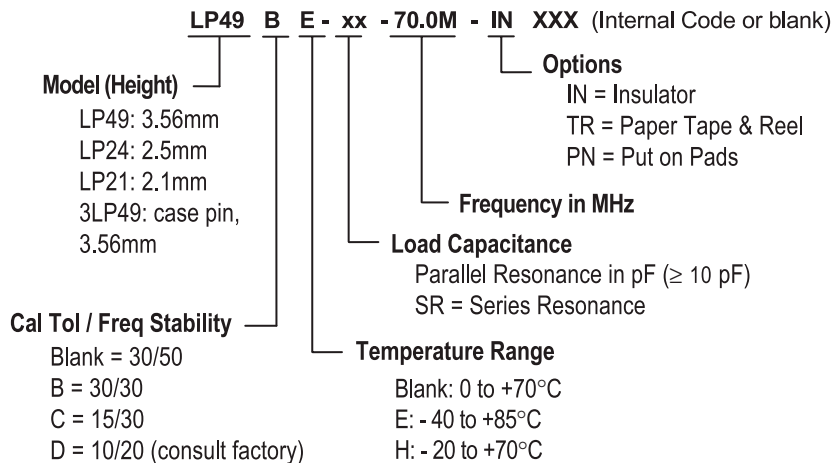 LP49 B E - xx - 70.0M - IN XXX (Internal Code or blank)
Model (Height)
LP49: 3.56mm
LP24: 2.5mm
LP21: 2.1mm
3LP49: case pin,
3.56mm
Options
IN = Insulator
TR = Paper Tape & Reel
PN = Put on Pads
Frequency in MHz
Load Capacitance
Parallel Resonance in pF (≥ 10 pF)
SR = Series Resonance
Cal Tol / Freq Stability
Blank = 30/50
B = 30/30
C = 15/30
D = 10/20 (consult factory)
Temperature Range
Blank: 0 to +70°C
E: - 40 to +85°C
H: - 20 to +70°C